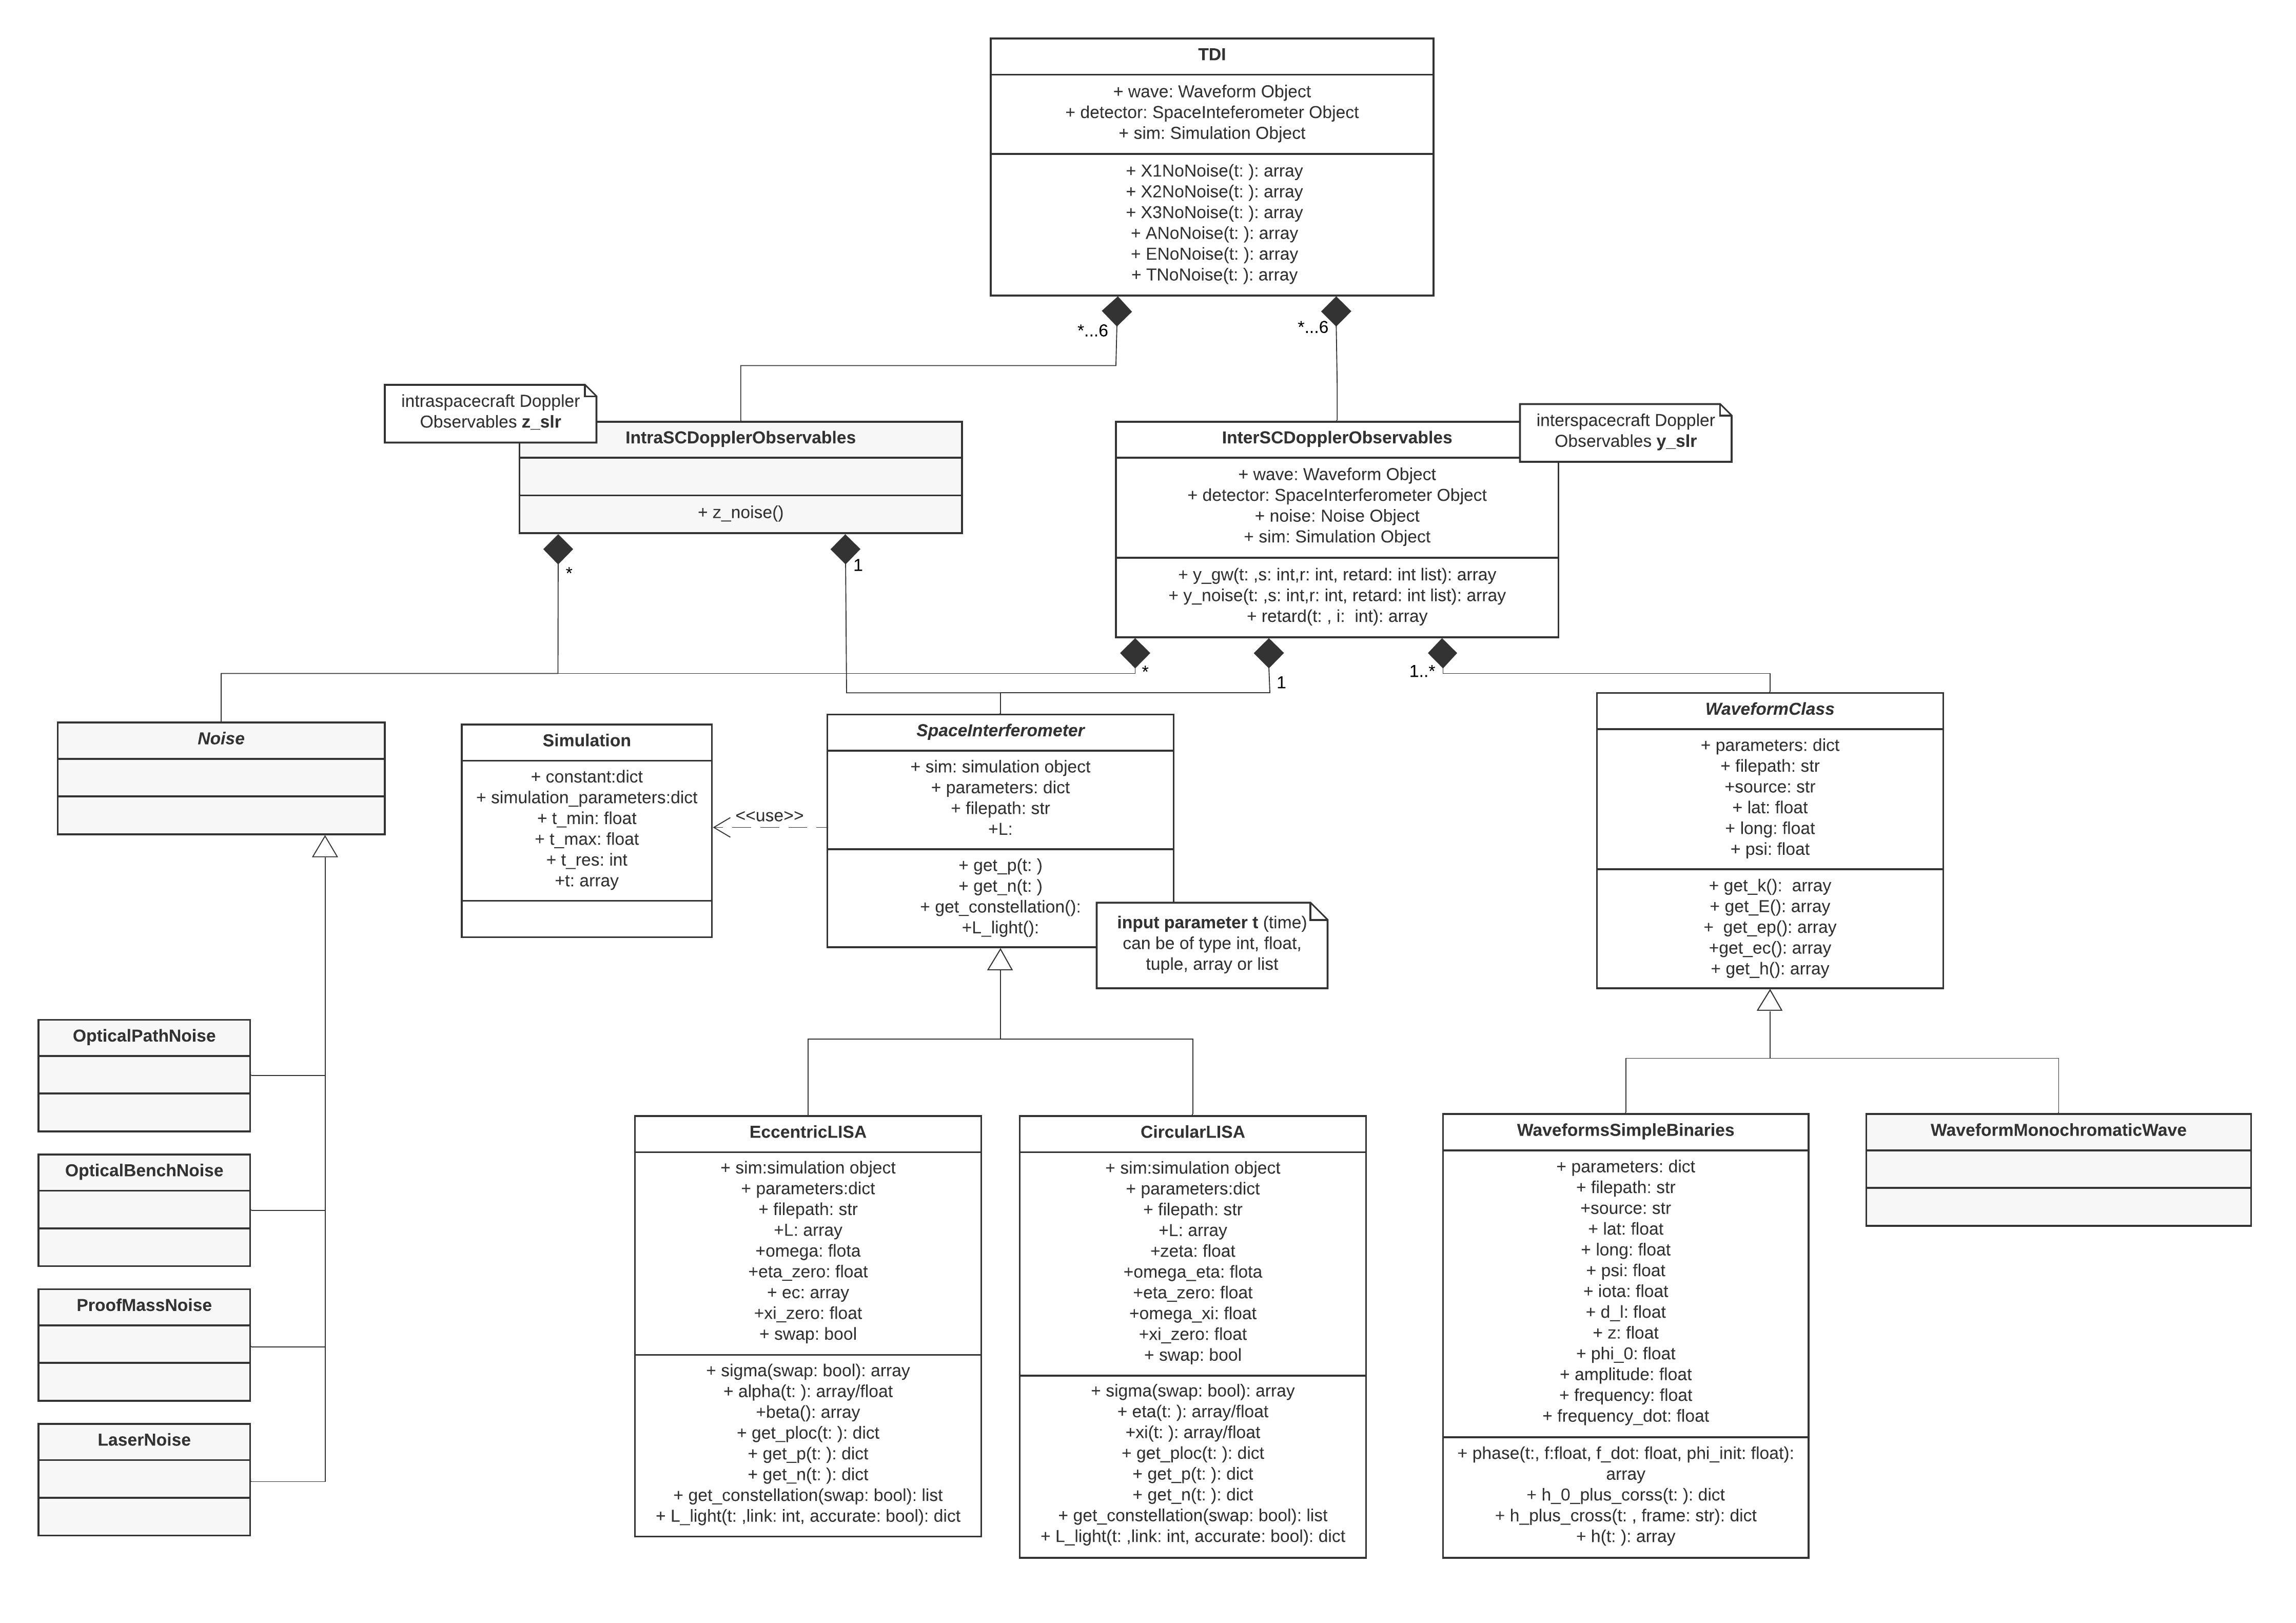 TDI
+ wave: Waveform Object
+ detector: SpaceInteferometer Object
+ sim: Simulation Object
+ X1NoNoise(t: ): array
+ X2NoNoise(t: ): array
+ X3NoNoise(t: ): array
+ ANoNoise(t: ): array
+ ENoNoise(t: ): array
+ TNoNoise(t: ): array
*...6
*...6
intraspacecraft Doppler
Observables z_slr
IntraSCDopplerObservables
+ z_noise()
*
1
interspacecraft Doppler
Observables y_slr
InterSCDopplerObservables
+ wave: Waveform Object
+ detector: SpaceInterferometer Object
+ noise: Noise Object
+ sim: Simulation Object
+ y_gw(t: ,s: int,r: int, retard: int list): array
+ y_noise(t: ,s: int,r: int, retard: int list): array
+ retard(t: , i:  int): array
*
1
1..*
Noise
Simulation
+ constant:dict
+ simulation_parameters:dict
+ t_min: float
+ t_max: float
+ t_res: int
+t: array
<<use>>
SpaceInterferometer
+ sim: simulation object
+ parameters: dict
+ filepath: str
+L:
+ get_p(t: )
+ get_n(t: )
+ get_constellation():
+L_light():
input parameter t (time)
can be of type int, float,
tuple, array or list
WaveformClass
+ parameters: dict
+ filepath: str
+source: str
+ lat: float
+ long: float
+ psi: float
+ get_k():  array
+ get_E(): array
+  get_ep(): array
+get_ec(): array
+ get_h(): array
OpticalPathNoise
OpticalBenchNoise
ProofMassNoise
LaserNoise
EccentricLISA
+ sim:simulation object
+ parameters:dict
+ filepath: str
+L: array
+omega: flota
+eta_zero: float
+ ec: array
+xi_zero: float
+ swap: bool
+ sigma(swap: bool): array
+ alpha(t: ): array/float
+beta(): array
+ get_ploc(t: ): dict
+ get_p(t: ): dict
+ get_n(t: ): dict
+ get_constellation(swap: bool): list
+ L_light(t: ,link: int, accurate: bool): dict
CircularLISA
+ sim:simulation object
+ parameters:dict
+ filepath: str
+L: array
+zeta: float
+omega_eta: flota
+eta_zero: float
+omega_xi: float
+xi_zero: float
+ swap: bool
+ sigma(swap: bool): array
+ eta(t: ): array/float
+xi(t: ): array/float
+ get_ploc(t: ): dict
+ get_p(t: ): dict
+ get_n(t: ): dict
+ get_constellation(swap: bool): list
+ L_light(t: ,link: int, accurate: bool): dict
WaveformsSimpleBinaries
+ parameters: dict
+ filepath: str
+source: str
+ lat: float
+ long: float
+ psi: float
+ iota: float
+ d_l: float
+ z: float
+ phi_0: float
+ amplitude: float
+ frequency: float
+ frequency_dot: float
+ phase(t:, f:float, f_dot: float, phi_init: float):
array
+ h_0_plus_corss(t: ): dict
+ h_plus_cross(t: , frame: str): dict
+ h(t: ): array
WaveformMonochromaticWave